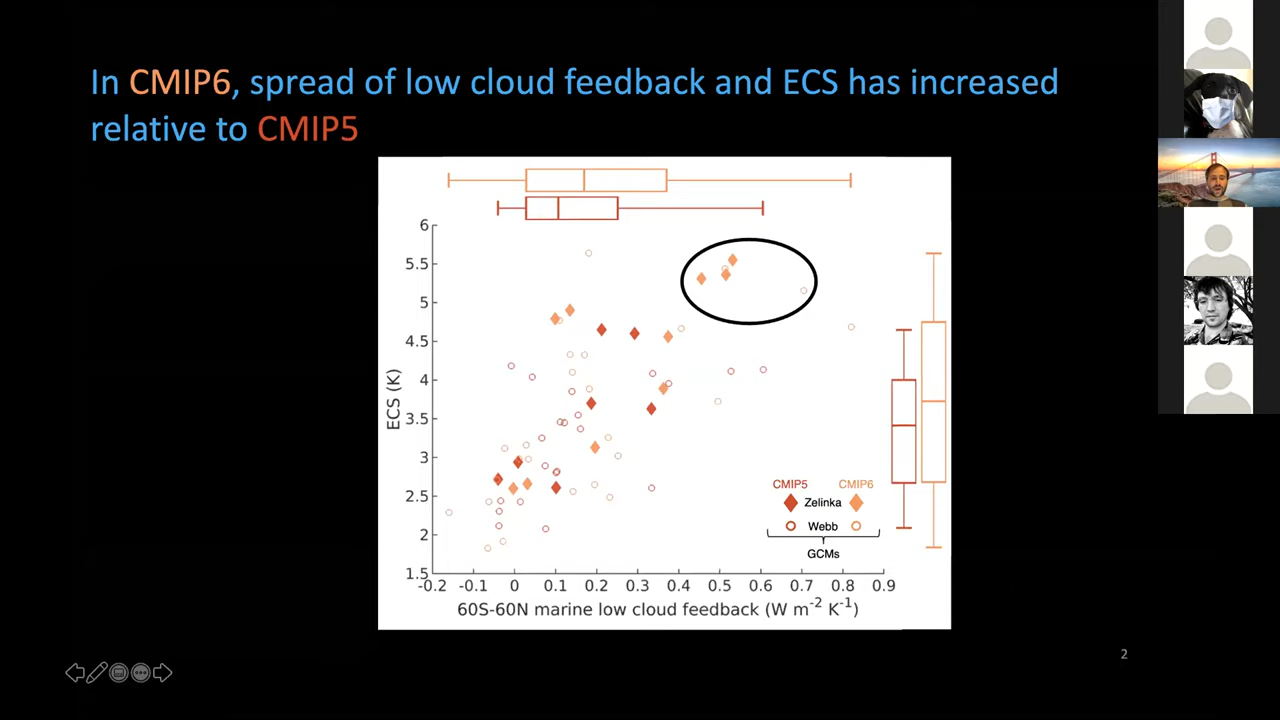 In CMIP6, spread of low cloud feedback and ECS has increased
relative to CMIP5
6
5.5
5
4.5
4
3.5
3
2.5
2
1.5
ECS (K)
-0.2 -0.1 0 0.1 0.2 0.3 0.4 0.5 0.6 0.7 0.8 0.9
60S-60N marine low cloud feedback (W m-2 K-1)
CMIP5 CMIP6
Zelinka
Webb
GCMs
2